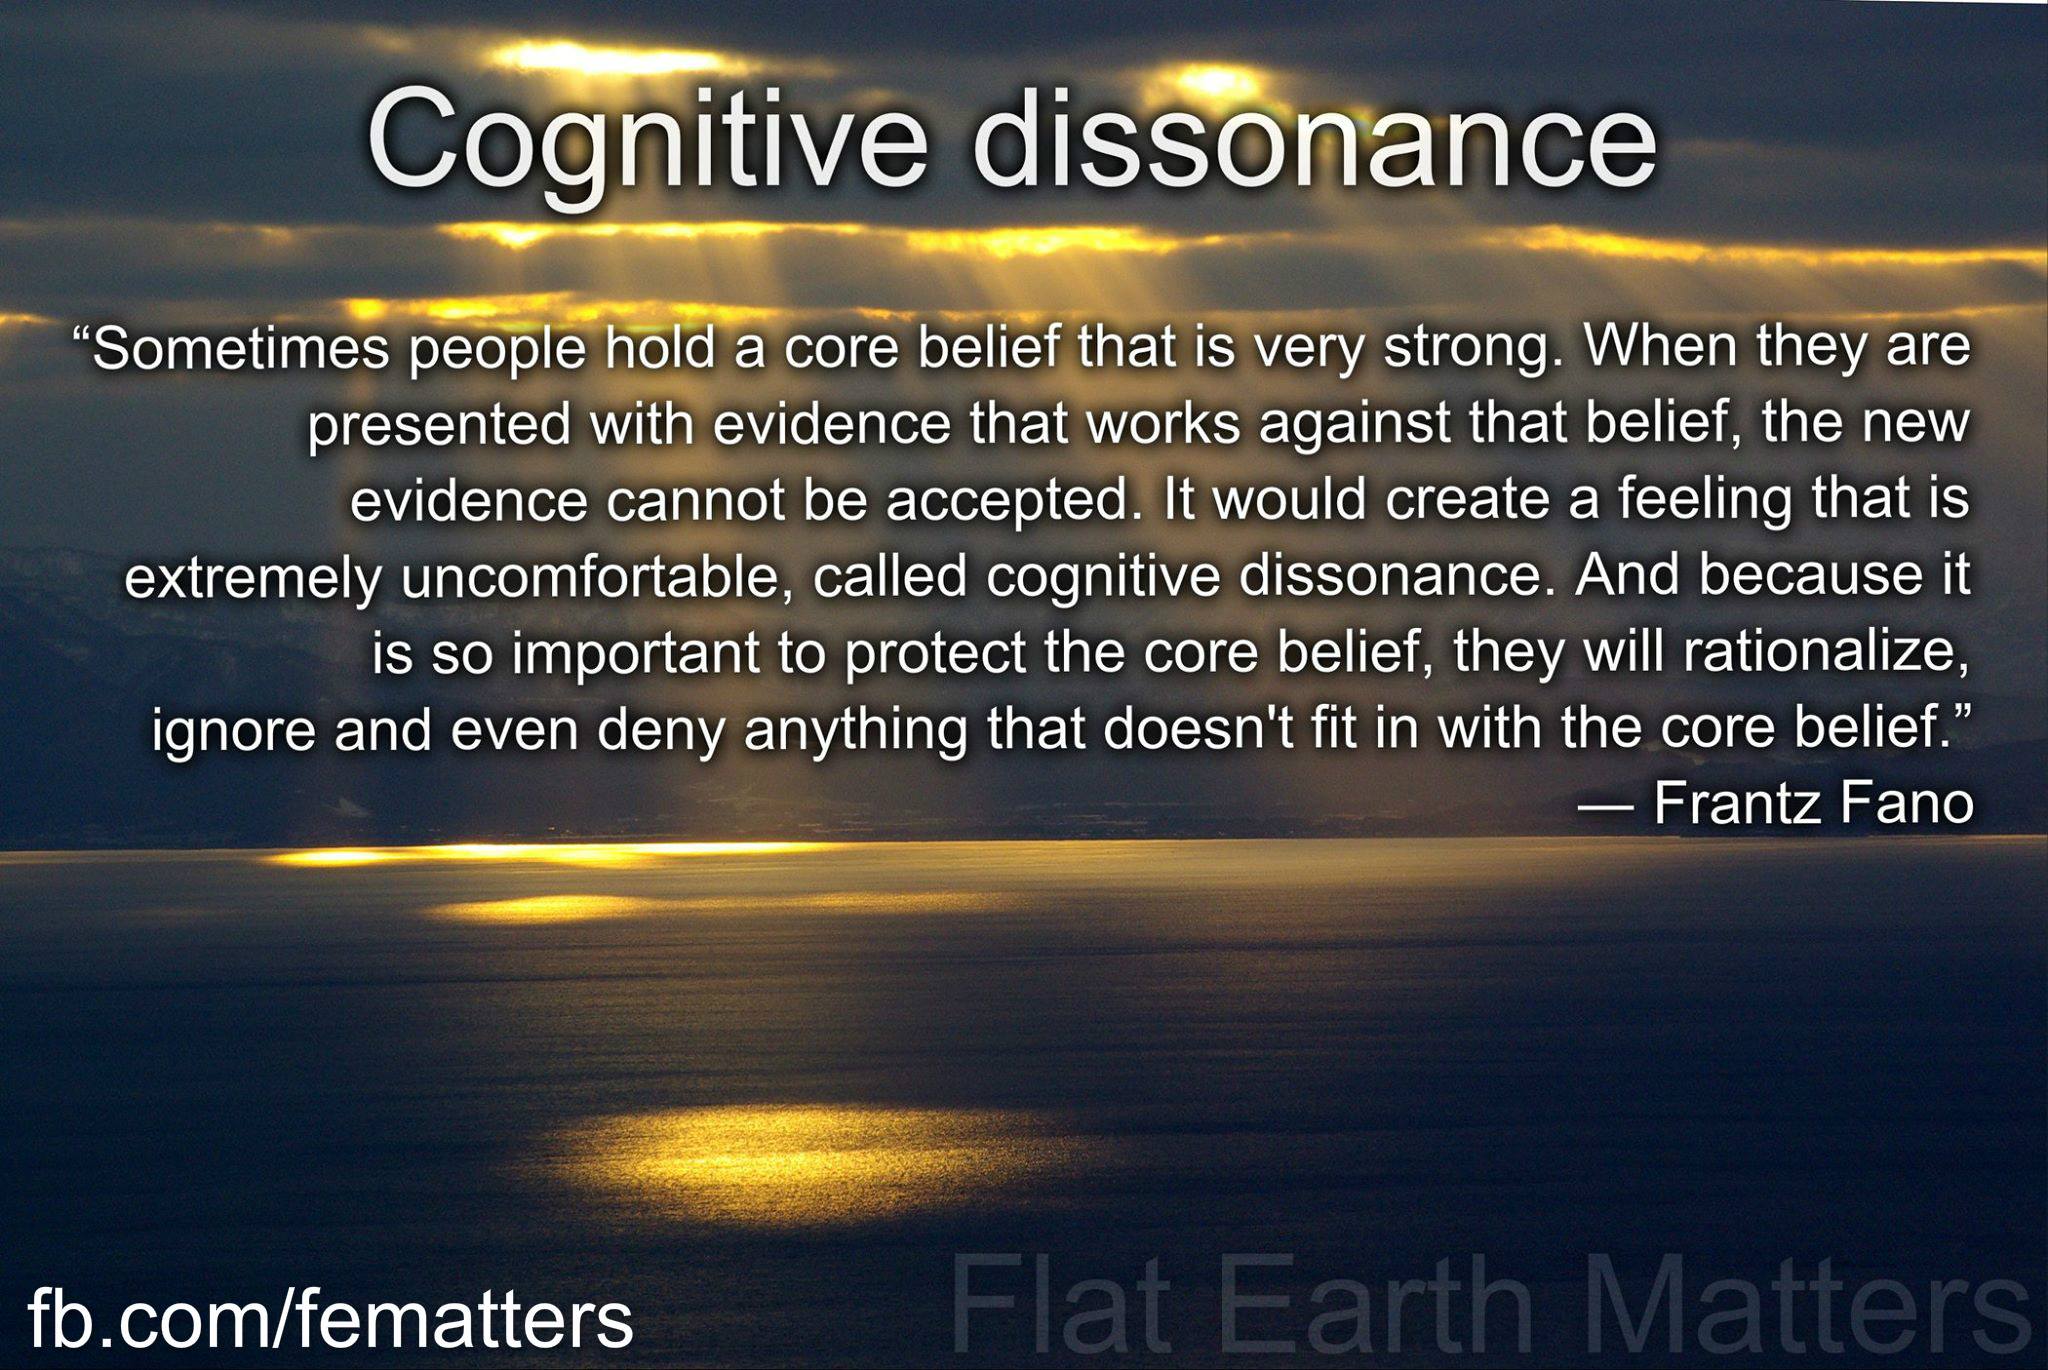 Cognitive dissonance
“Sometimes people hold a core belief that is very strong. When they are
presented with evidence that works against that belief, the new
evidence cannot be accepted. It would create a feeling that is
extremely uncomfortable, called cognitive dissonance. And because it
is so important to protect the core belief, they will rationalize,
ignore and even deny anything that doesn't fit in with the core belief.”
— Frantz Fano
fb.com/fematters
Flat Earth Matters